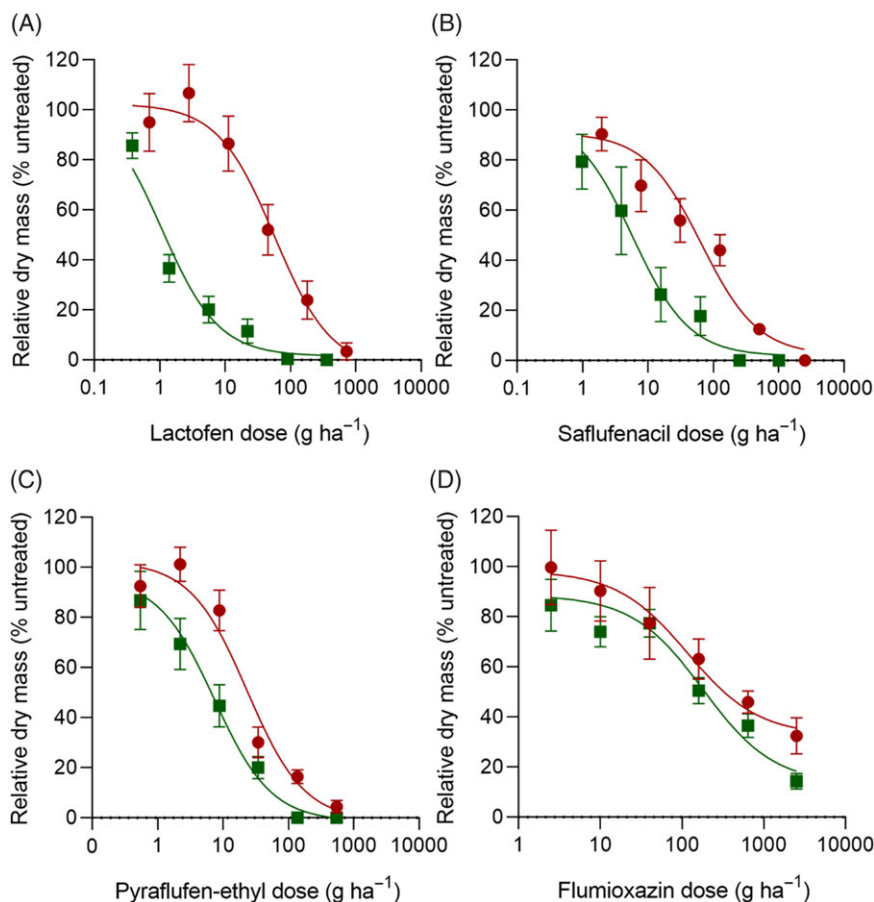 (A)
Relative dry mass (% untreated)
120
100
80
60
40
20
0
0.1 1 10 100 1000 10000
Lactofen dose (g ha⁻¹)
(B)
Relative dry mass (% untreated)
120
100
80
60
40
20
0
0.1 1 10 100 1000 10000
Saflufenacil dose (g ha⁻¹)
(C)
Relative dry mass (% untreated)
120
100
80
60
40
20
0
0 1 10 100 1000 10000
Pyraflufen-ethyl dose (g ha⁻¹)
(D)
Relative dry mass (% untreated)
120
100
80
60
40
20
0
1 10 100 1000 10000
Flumioxazin dose (g ha⁻¹)